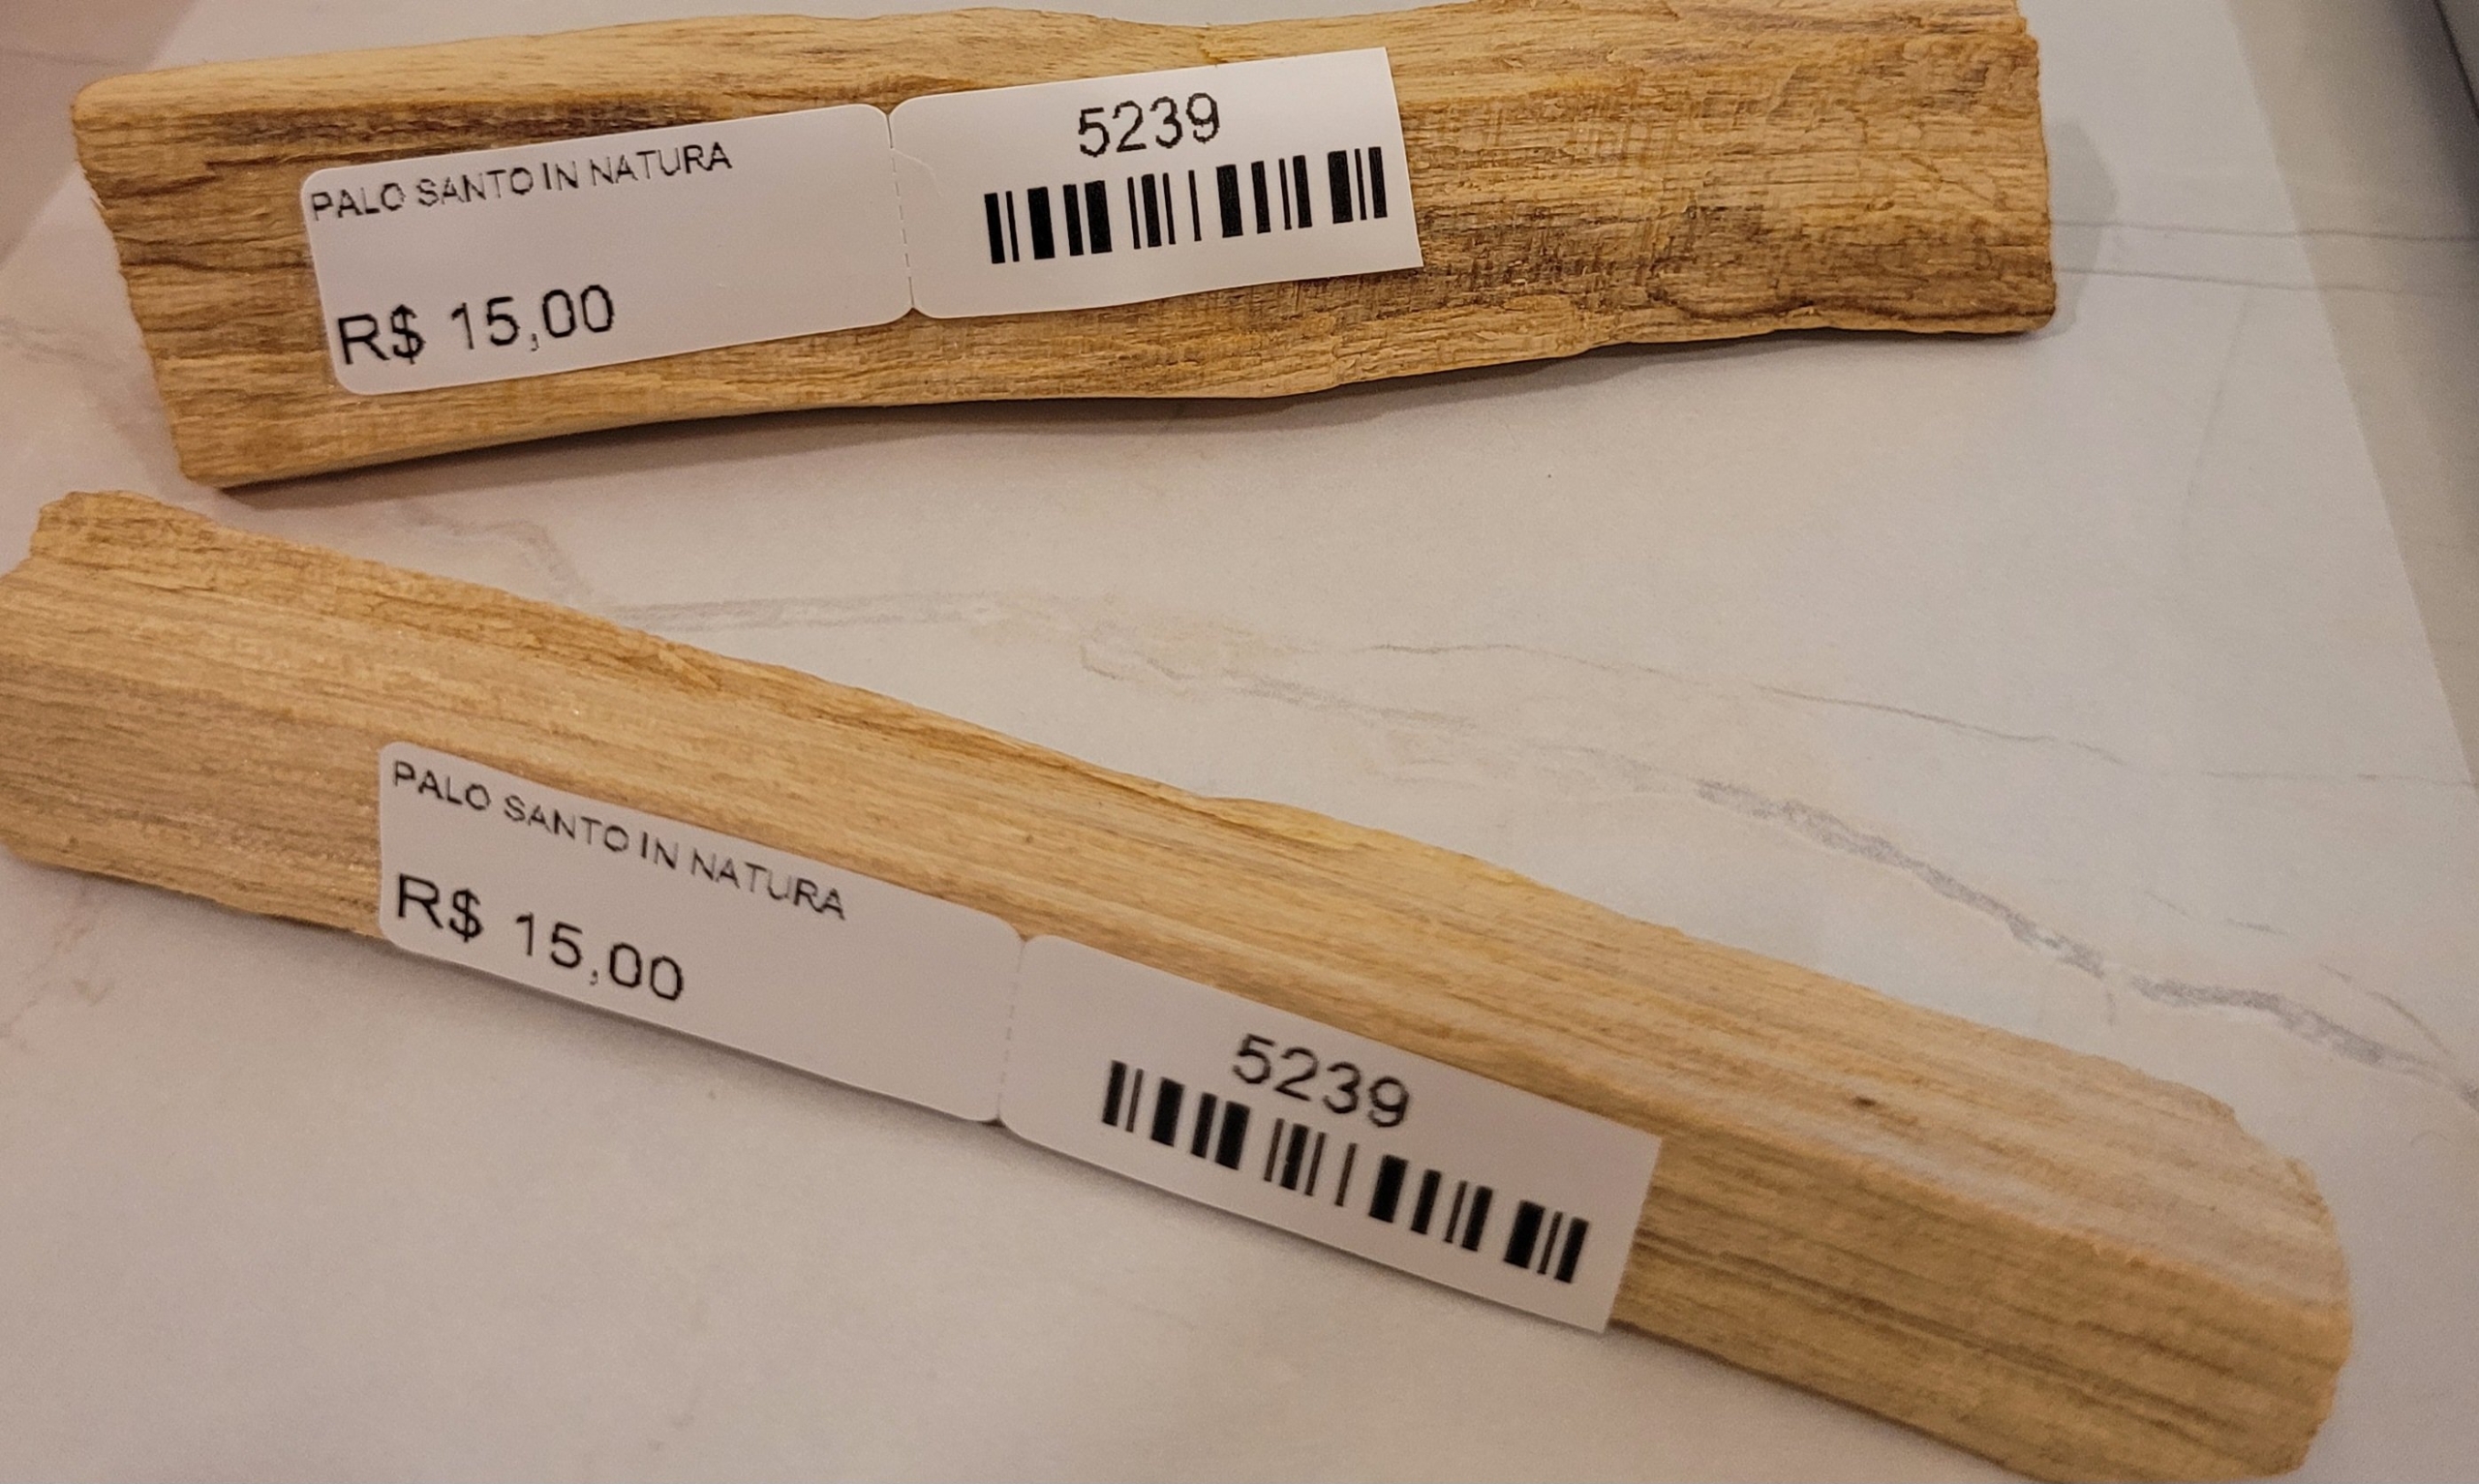 PALO SANTO IN NATURA
R$ 15,00
5239
PALO SANTO IN NATURA
R$ 15,00
5239